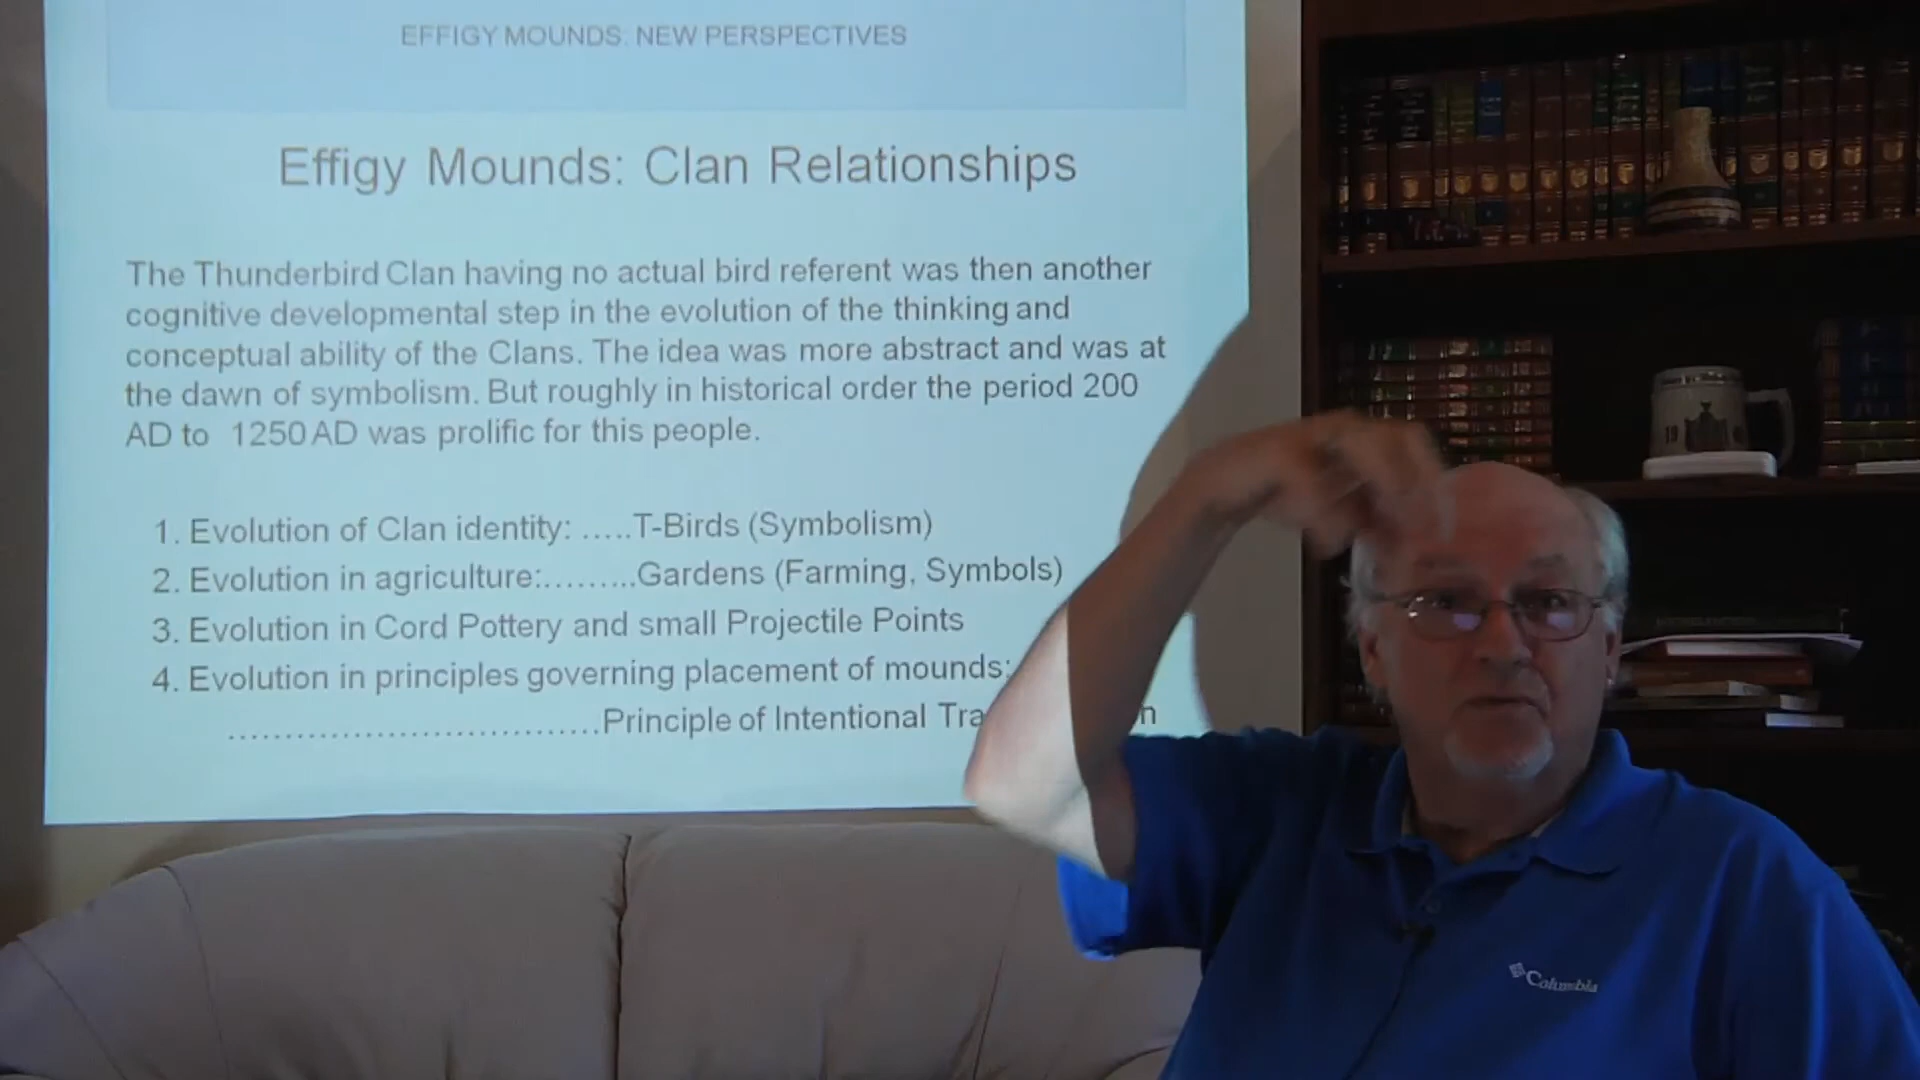 EFFIGY MOUNDS: NEW PERSPECTIVES
Effigy Mounds: Clan Relationships
The Thunderbird Clan having no actual bird referent was then another
cognitive developmental step in the evolution of the thinking and
conceptual ability of the Clans. The idea was more abstract and was at
the dawn of symbolism. But roughly in historical order the period 200
AD to 1250 AD was prolific for this people.
1. Evolution of Clan identity: .....T-Birds (Symbolism)
2. Evolution in agriculture:.........Gardens (Farming, Symbols)
3. Evolution in Cord Pottery and small Projectile Points
4. Evolution in principles governing placement of mounds:
................................Principle of Intentional
Columbia